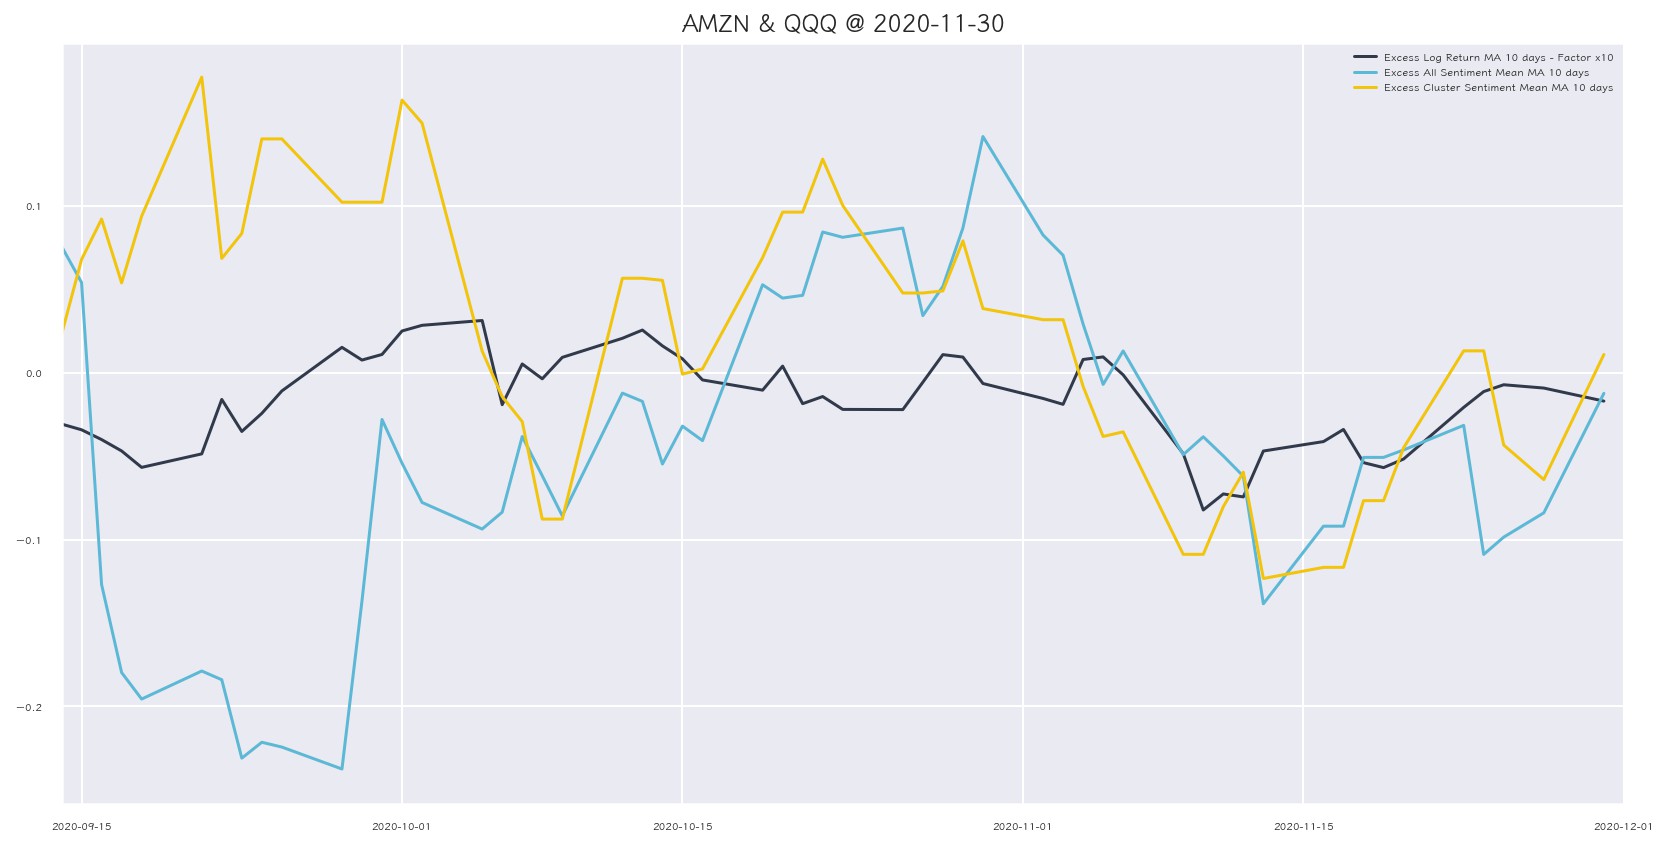 AMZN & QQQ @ 2020-11-30
Excess Log Return MA 10 days - Factor x10
Excess All Sentiment Mean MA 10 days
Excess Cluster Sentiment Mean MA 10 days
0.1
0.0
−0.1
−0.2
2020-09-15 2020-10-01 2020-10-15 2020-11-01 2020-11-15 2020-12-01